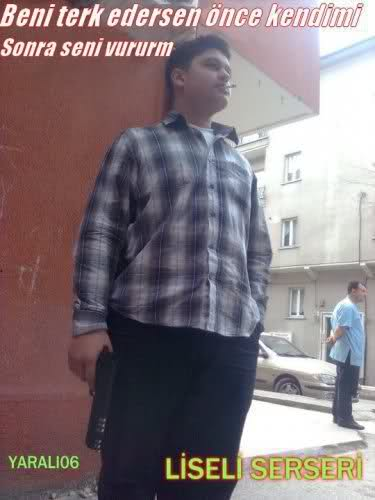 Beni terk edersen önce kendimi
Sonra seni vururm
YARALI06
LİSELİ SERSERİ